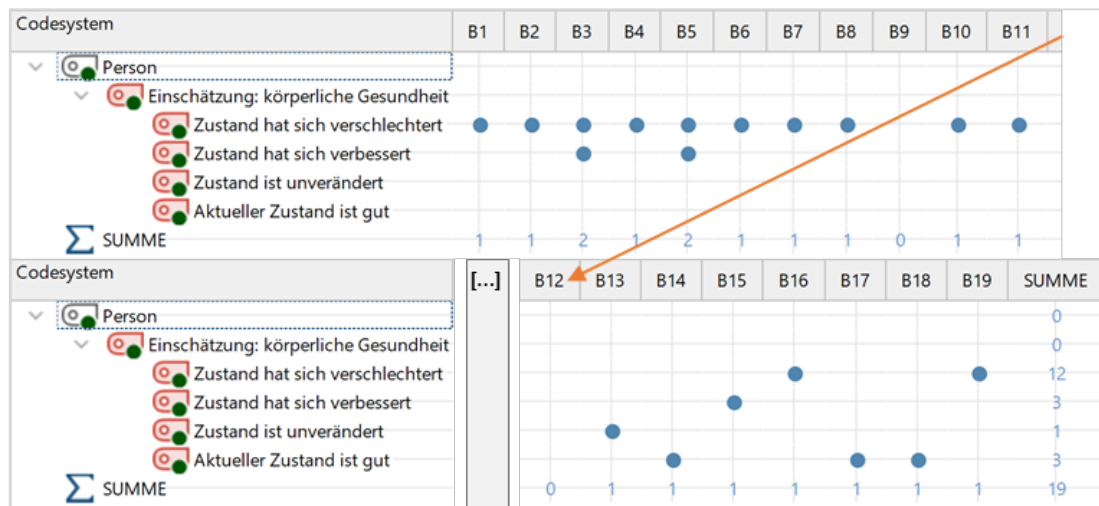 Codesystem B1 B2 B3 B4 B5 B6 B7 B8 B9 B10 B11
Person
Einschätzung: körperliche Gesundheit
Zustand hat sich verschlechtert
Zustand hat sich verbessert
Zustand ist unverändert
Aktueller Zustand ist gut
SUMME 1 1 2 1 2 1 1 1 0 1 1
Codesystem [...] B12 B13 B14 B15 B16 B17 B18 B19 SUMME
Person 0
Einschätzung: körperliche Gesundheit 0
Zustand hat sich verschlechtert 12
Zustand hat sich verbessert 3
Zustand ist unverändert 1
Aktueller Zustand ist gut 3
SUMME 0 1 1 1 1 1 1 1 19